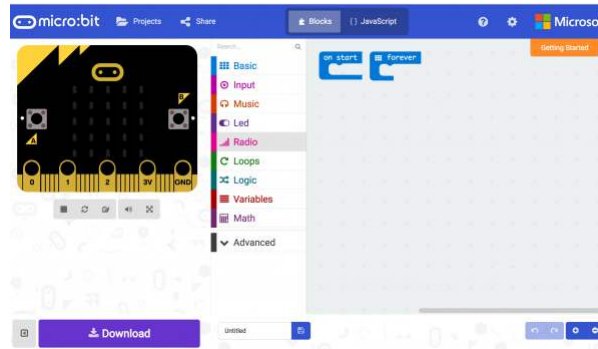 micro:bit Projects Share Blocks {} JavaScript Microso
Getting Started
Search...
on start forever
Basic
Input
Music
Led
Radio
Loops
Logic
Variables
Math
Advanced
A
B
0 1 2 3V GND
Download
Untitled